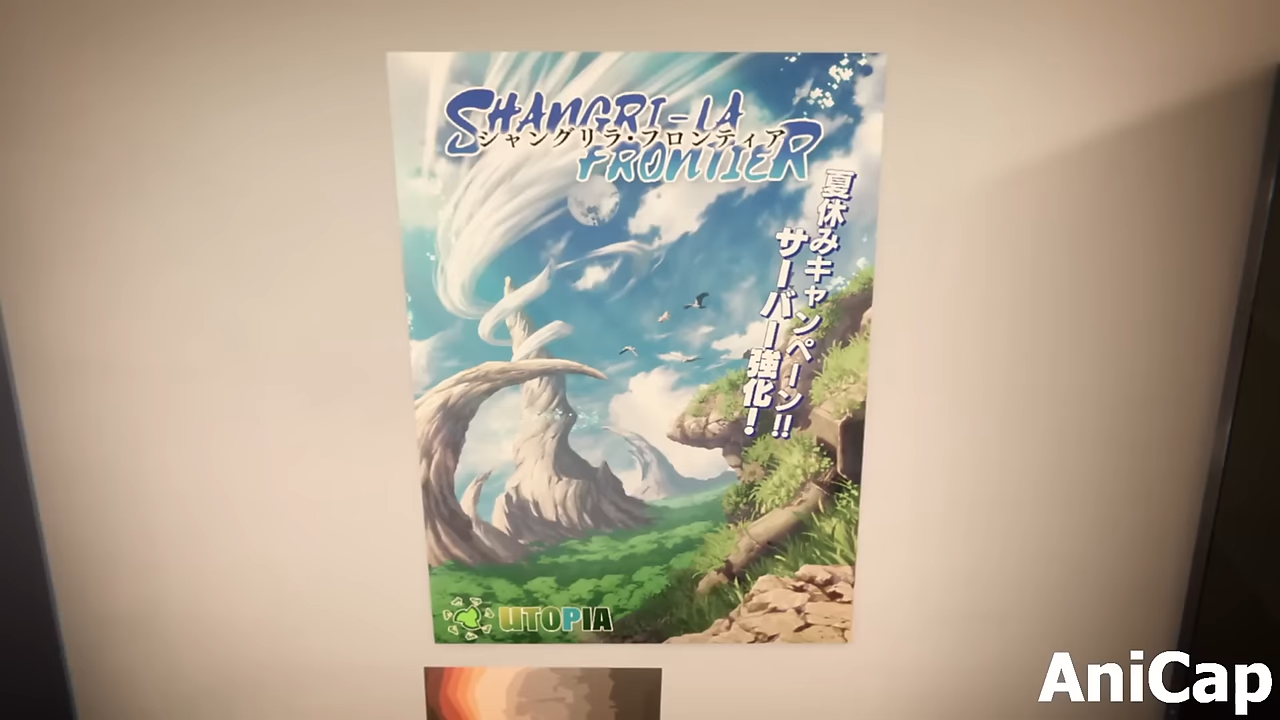 SHANGRI-LA
シャングリラ・フロンティア
FRONTIER
夏休みキャンペーン!!
サーバー強化!
UTOPIA
AniCap